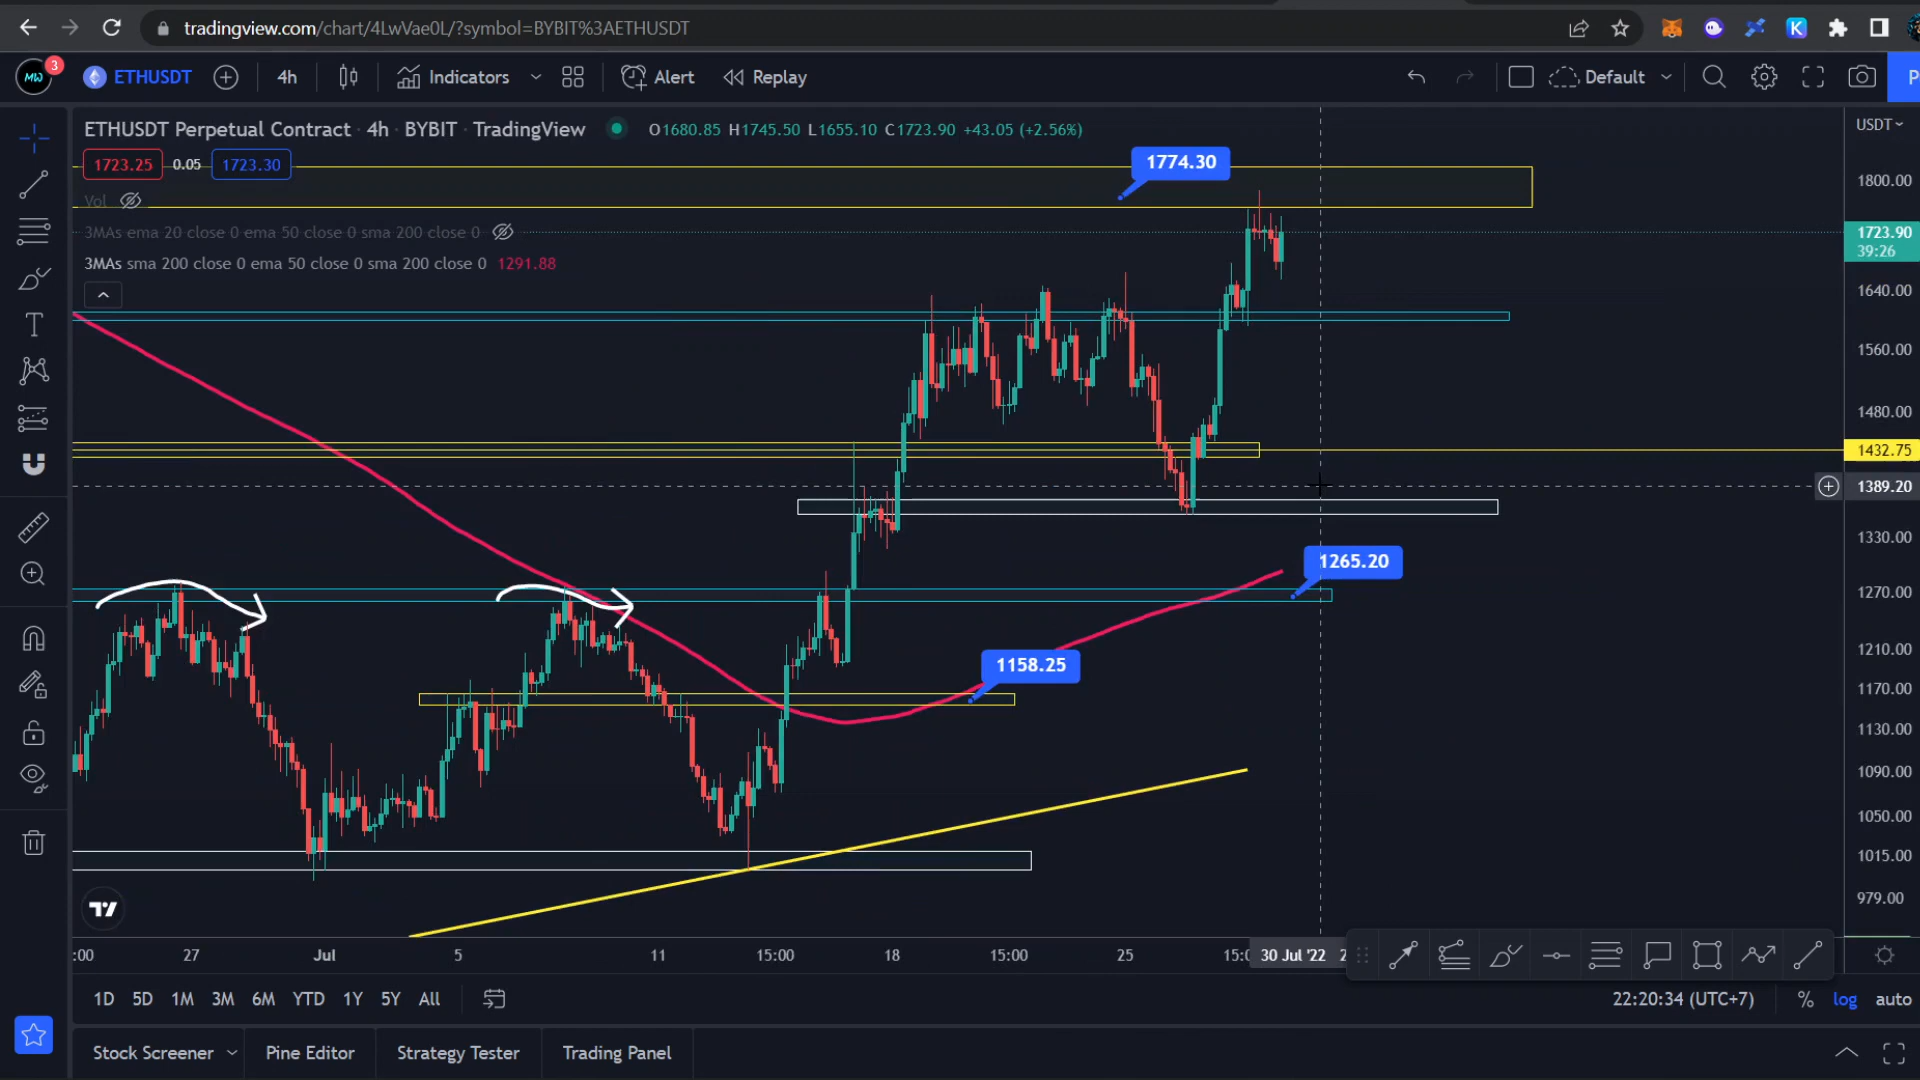 tradingview.com/chart/4LwVae0L/?symbol=BYBIT%3AETHUSDT
MW 3 ETHUSDT 4h Indicators Alert Replay Default P
ETHUSDT Perpetual Contract · 4h · BYBIT · TradingView O1680.85 H1745.50 L1655.10 C1723.90 +43.05 (+2.56%)
USDT
1723.25 0.05 1723.30
1774.30
1800.00
Vol
3MAs ema 20 close 0 ema 50 close 0 sma 200 close 0
1723.90
39:26
3MAs sma 200 close 0 ema 50 close 0 sma 200 close 0 1291.88
1640.00
1560.00
1480.00
1432.75
1389.20
1330.00
1265.20
1270.00
1210.00
1158.25
1170.00
1130.00
1090.00
1050.00
1015.00
979.00
:00 27 Jul 5 11 15:00 18 15:00 25 15:0 30 Jul '22 2
1D 5D 1M 3M 6M YTD 1Y 5Y All 22:20:34 (UTC+7) % log auto
Stock Screener Pine Editor Strategy Tester Trading Panel